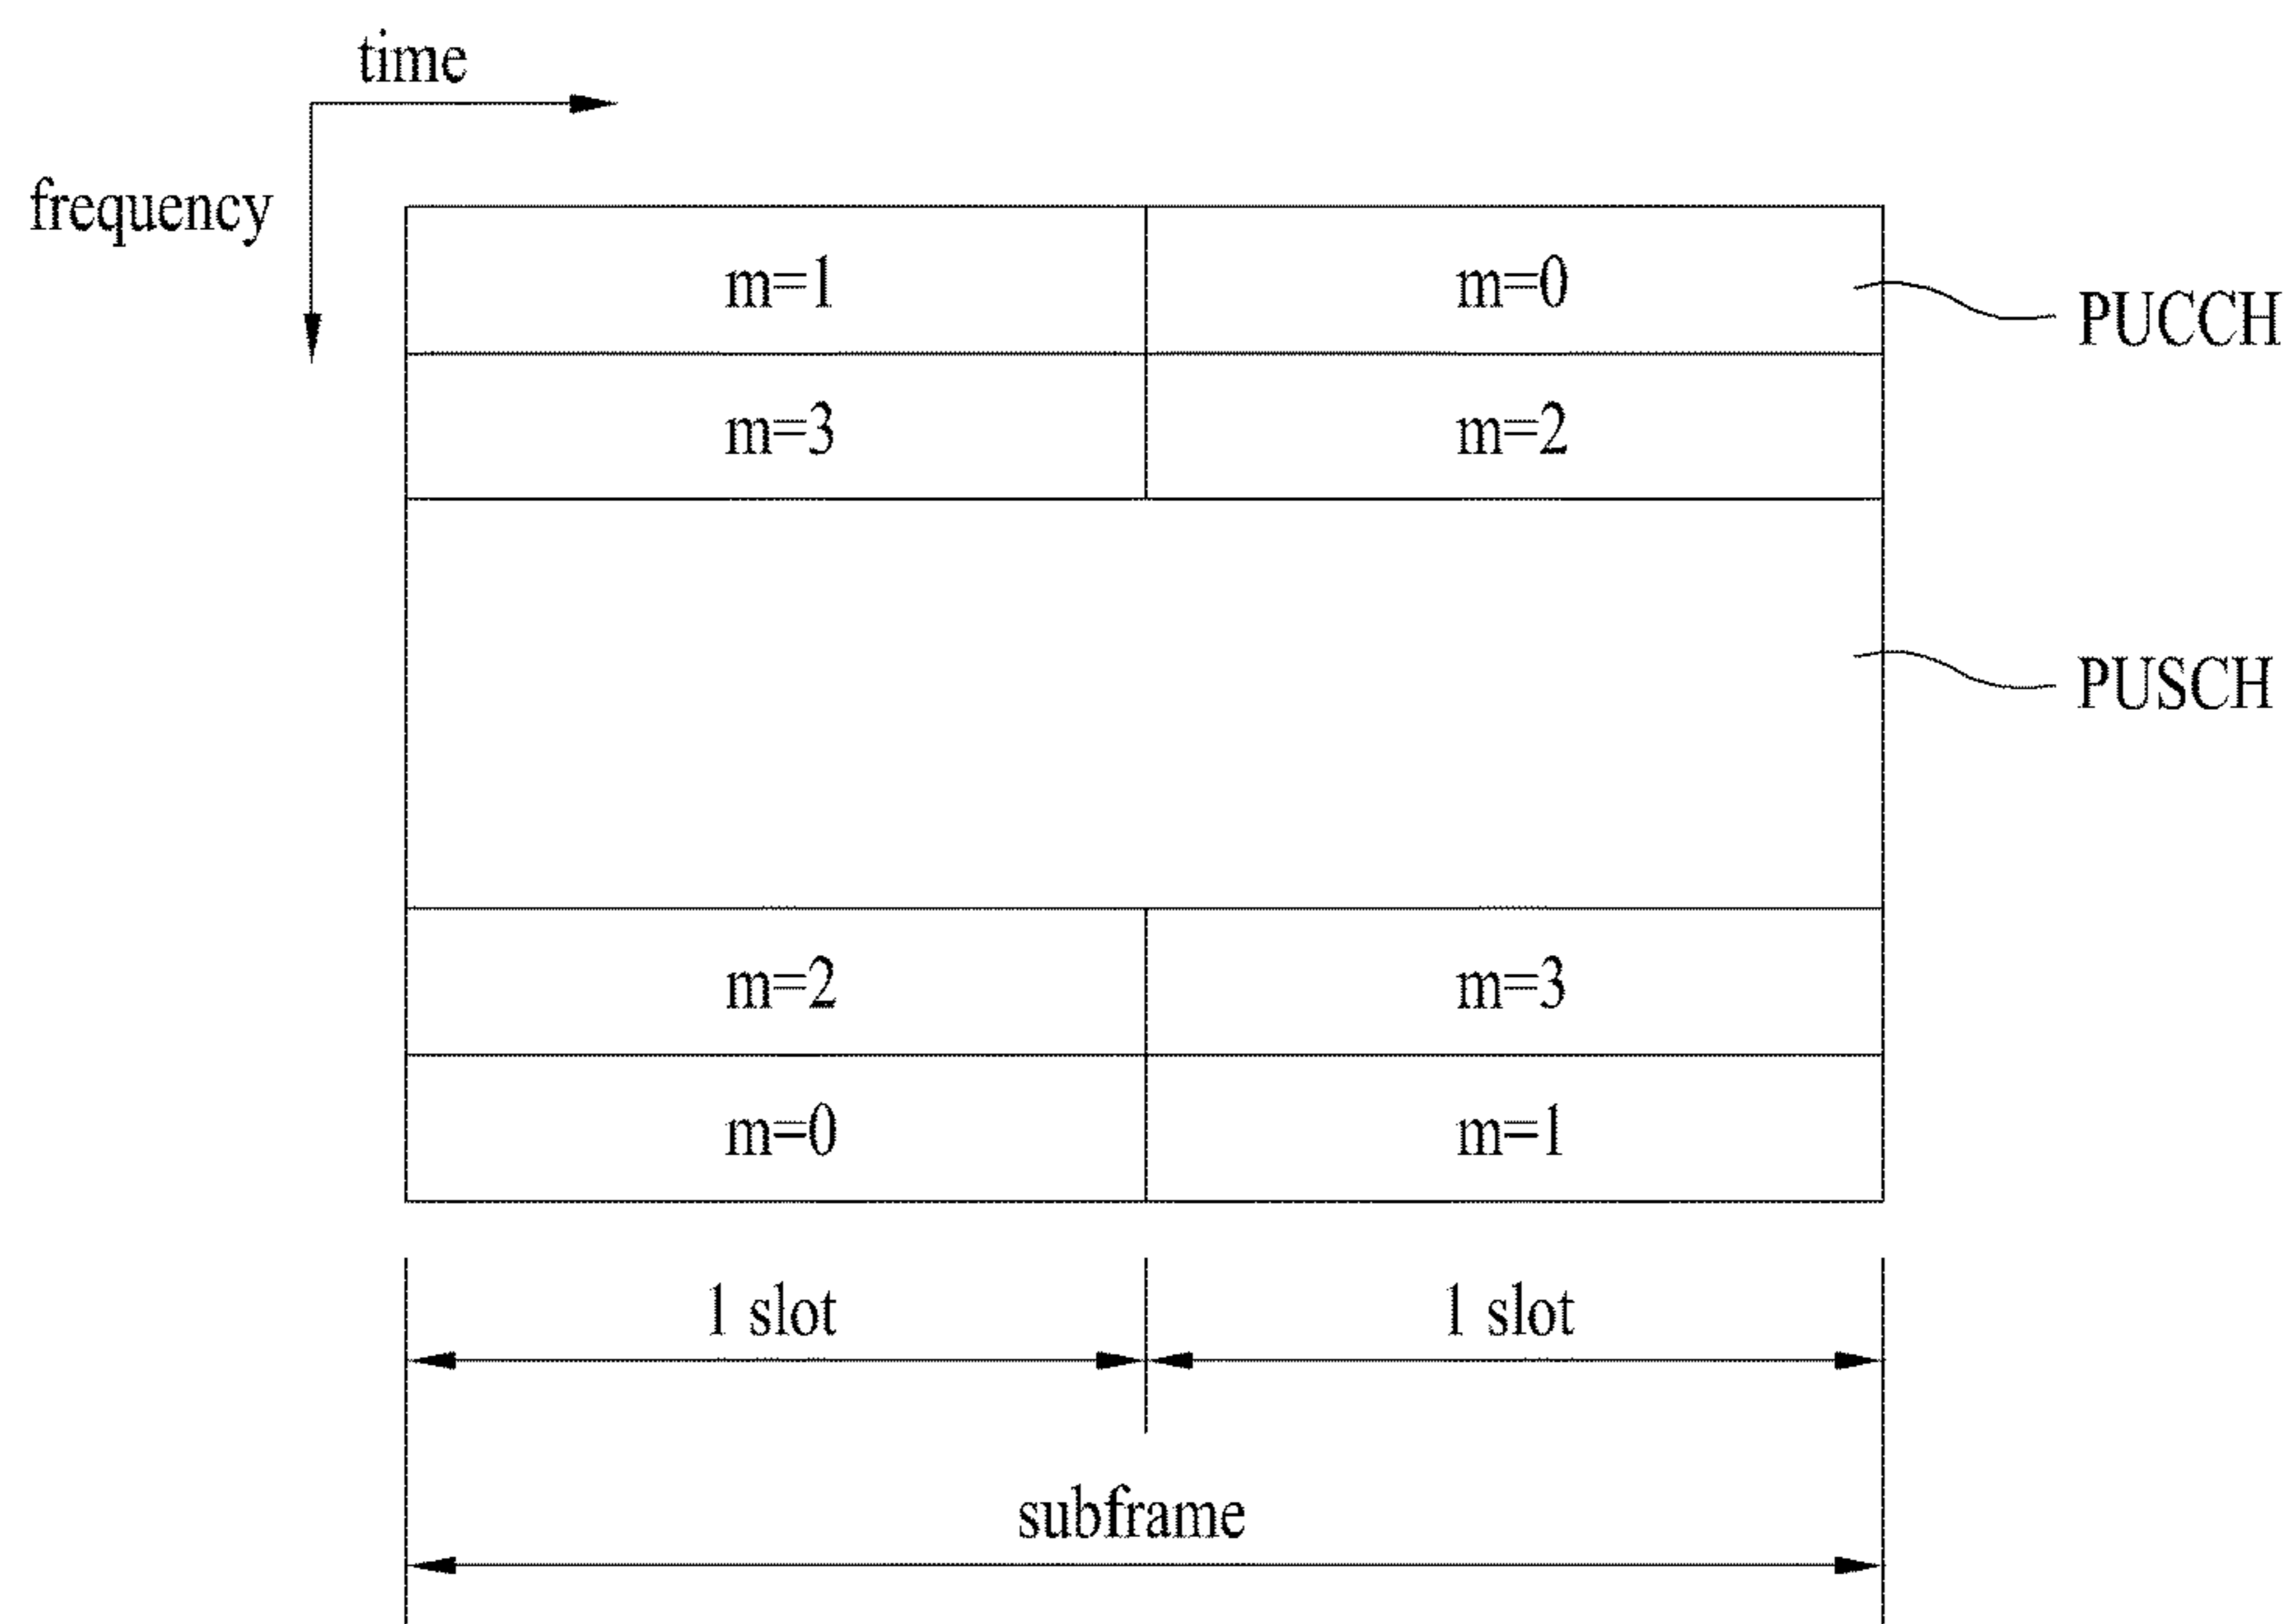 time
frequency
m=1 m=0
PUCCH
m=3 m=2
PUSCH
m=2 m=3
m=0 m=1
1 slot 1 slot
subframe